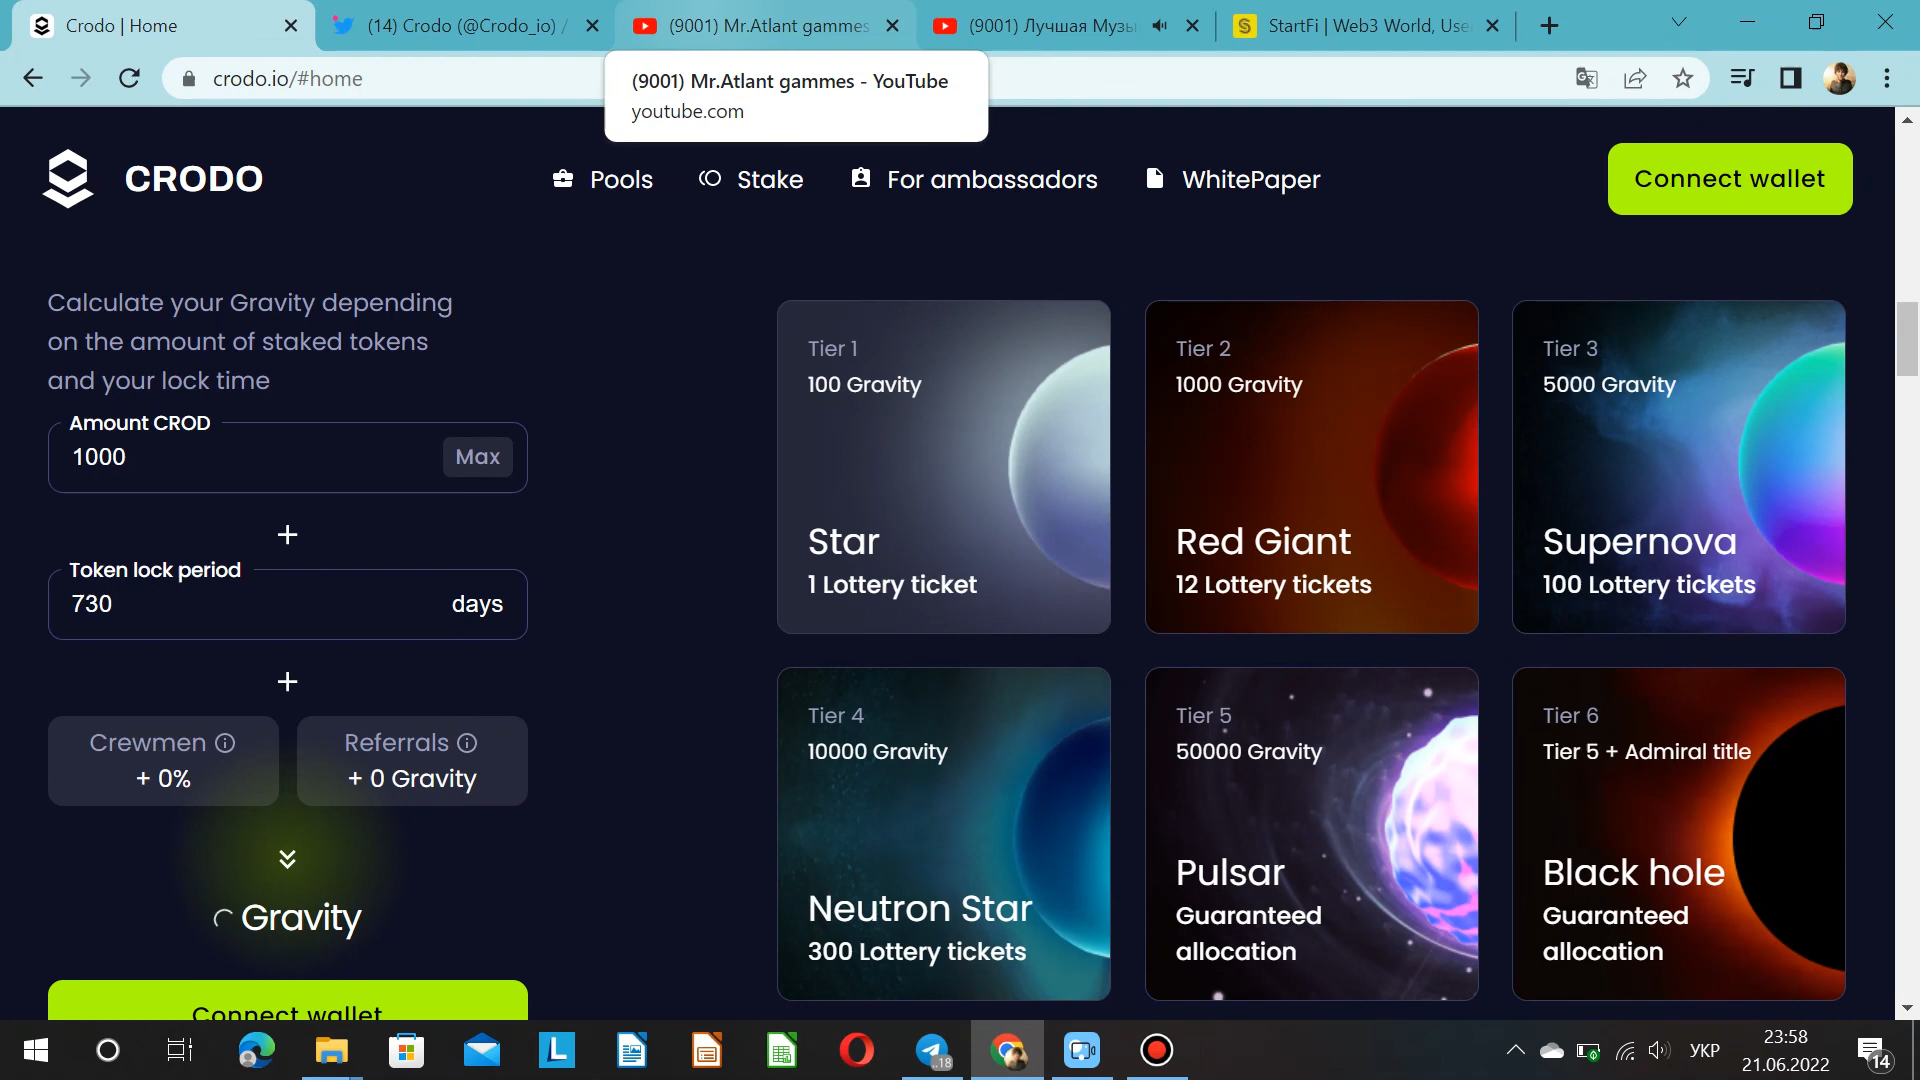 Crodo | Home
(14) Crodo (@Crodo_io) /
(9001) Mr.Atlant gammes
(9001) Лучшая Музы
StartFi | Web3 World, Use
crodo.io/#home
(9001) Mr.Atlant gammes - YouTube
youtube.com
CRODO
Pools
Stake
For ambassadors
WhitePaper
Connect wallet
Calculate your Gravity depending
on the amount of staked tokens
and your lock time
Amount CROD
1000
Max
+
Token lock period
730
days
+
Crewmen
+ 0%
Referrals
+ 0 Gravity
Gravity
Connect wallet
Tier 1
100 Gravity
Star
1 Lottery ticket
Tier 2
1000 Gravity
Red Giant
12 Lottery tickets
Tier 3
5000 Gravity
Supernova
100 Lottery tickets
Tier 4
10000 Gravity
Neutron Star
300 Lottery tickets
Tier 5
50000 Gravity
Pulsar
Guaranteed
allocation
Tier 6
Tier 5 + Admiral title
Black hole
Guaranteed
allocation
L
..18
УКР
23:58
21.06.2022
14